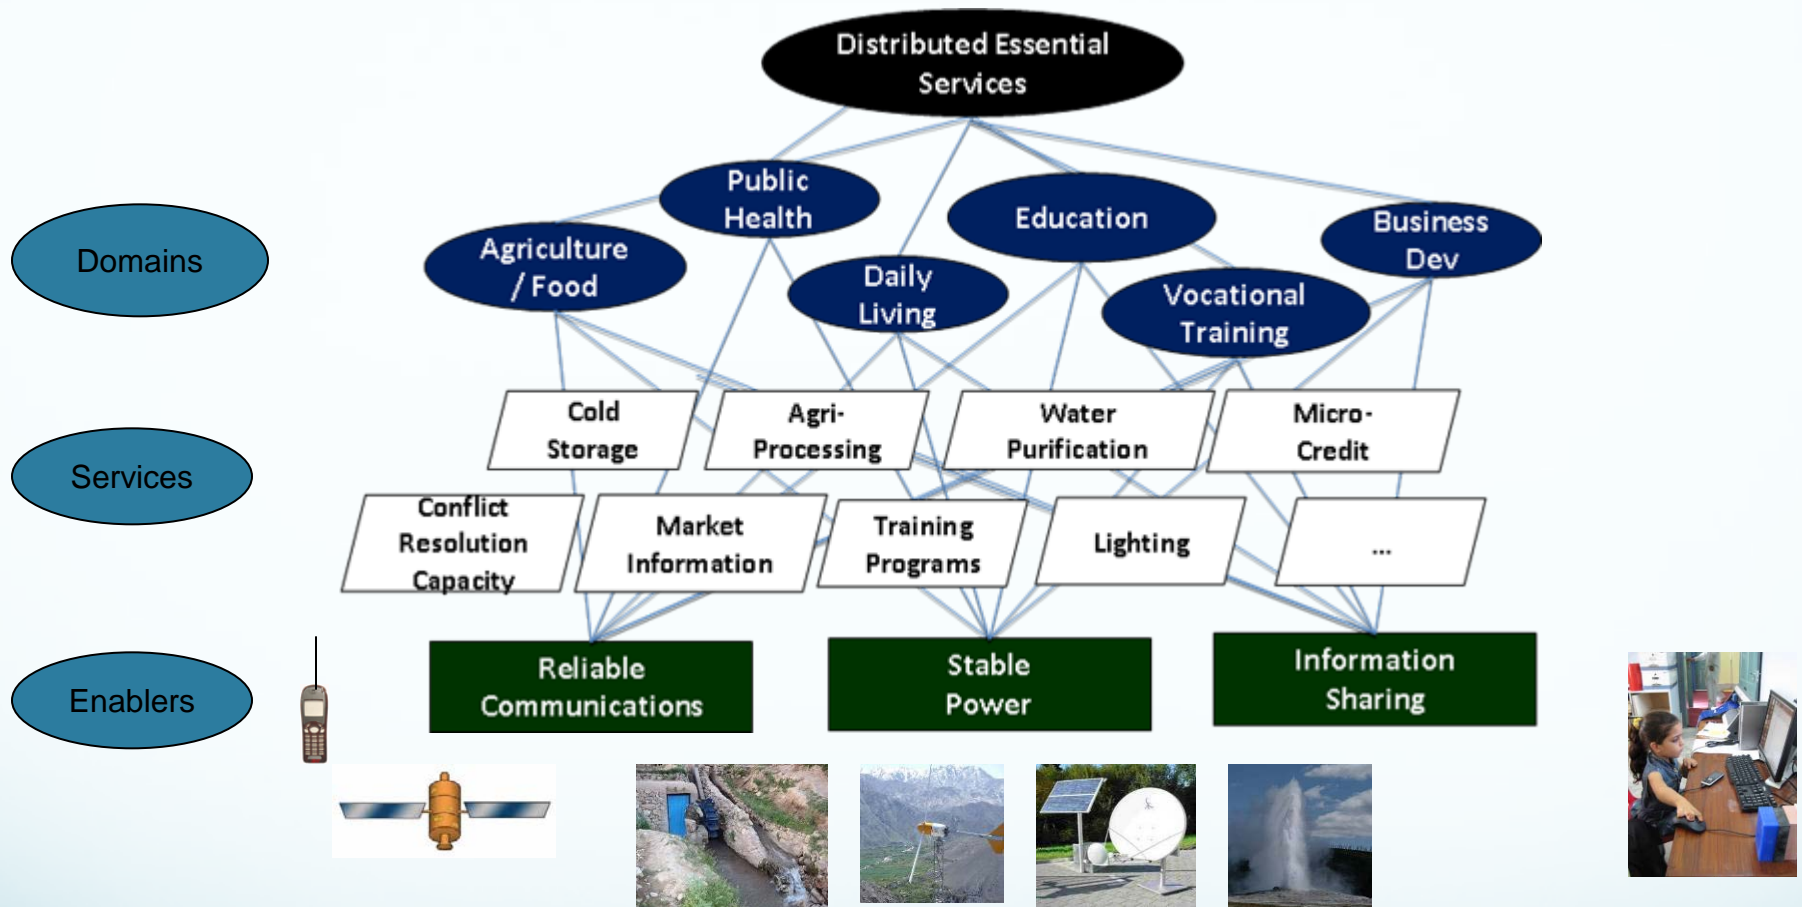 Distributed Essential
Services
Public
Health
Education
Business
Dev
Agriculture
/ Food
Daily
Living
Vocational
Training
Domains
Cold
Storage
Agri-
Processing
Water
Purification
Micro-
Credit
Services
Conflict
Resolution
Capacity
Market
Information
Training
Programs
Lighting
...
Enablers
Reliable
Communications
Stable
Power
Information
Sharing